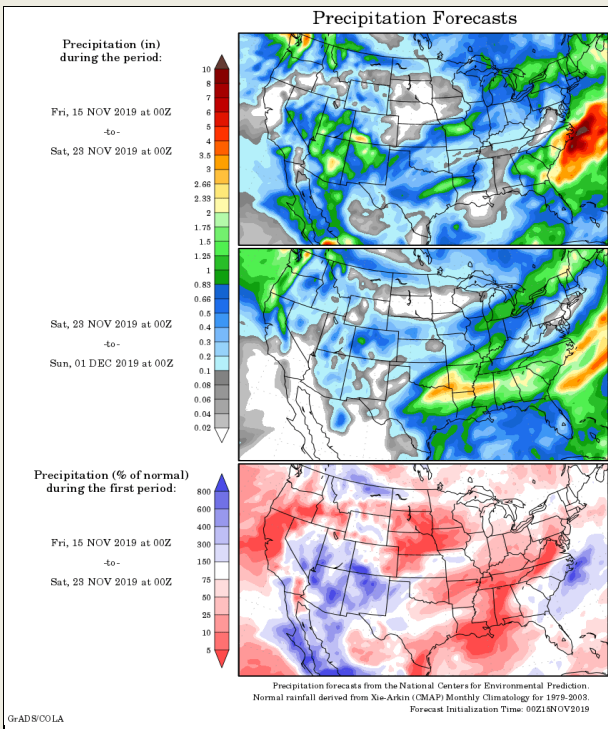 Precipitation Forecasts
Precipitation (in)
during the period:
Fri, 15 NOV 2019 at 00Z
-to-
Sat, 23 NOV 2019 at 00Z
10
8
7
6
5
4
3.5
3
2.66
2.33
2
1.75
1.5
1.25
1
0.83
0.66
0.5
0.4
0.3
0.2
0.1
0.08
0.06
0.04
0.02
Sat, 23 NOV 2019 at 00Z
-to-
Sun, 01 DEC 2019 at 00Z
Precipitation (% of normal)
during the first period:
Fri, 15 NOV 2019 at 00Z
-to-
Sat, 23 NOV 2019 at 00Z
800
600
400
300
150
75
50
25
10
5
Precipitation forecasts from the National Centers for Environmental Prediction.
Normal rainfall derived from Xie-Arkin (CMAP) Monthly Climatology for 1979-2003.
Forecast Initialization Time: 00Z15NOV2019
GrADS/COLA